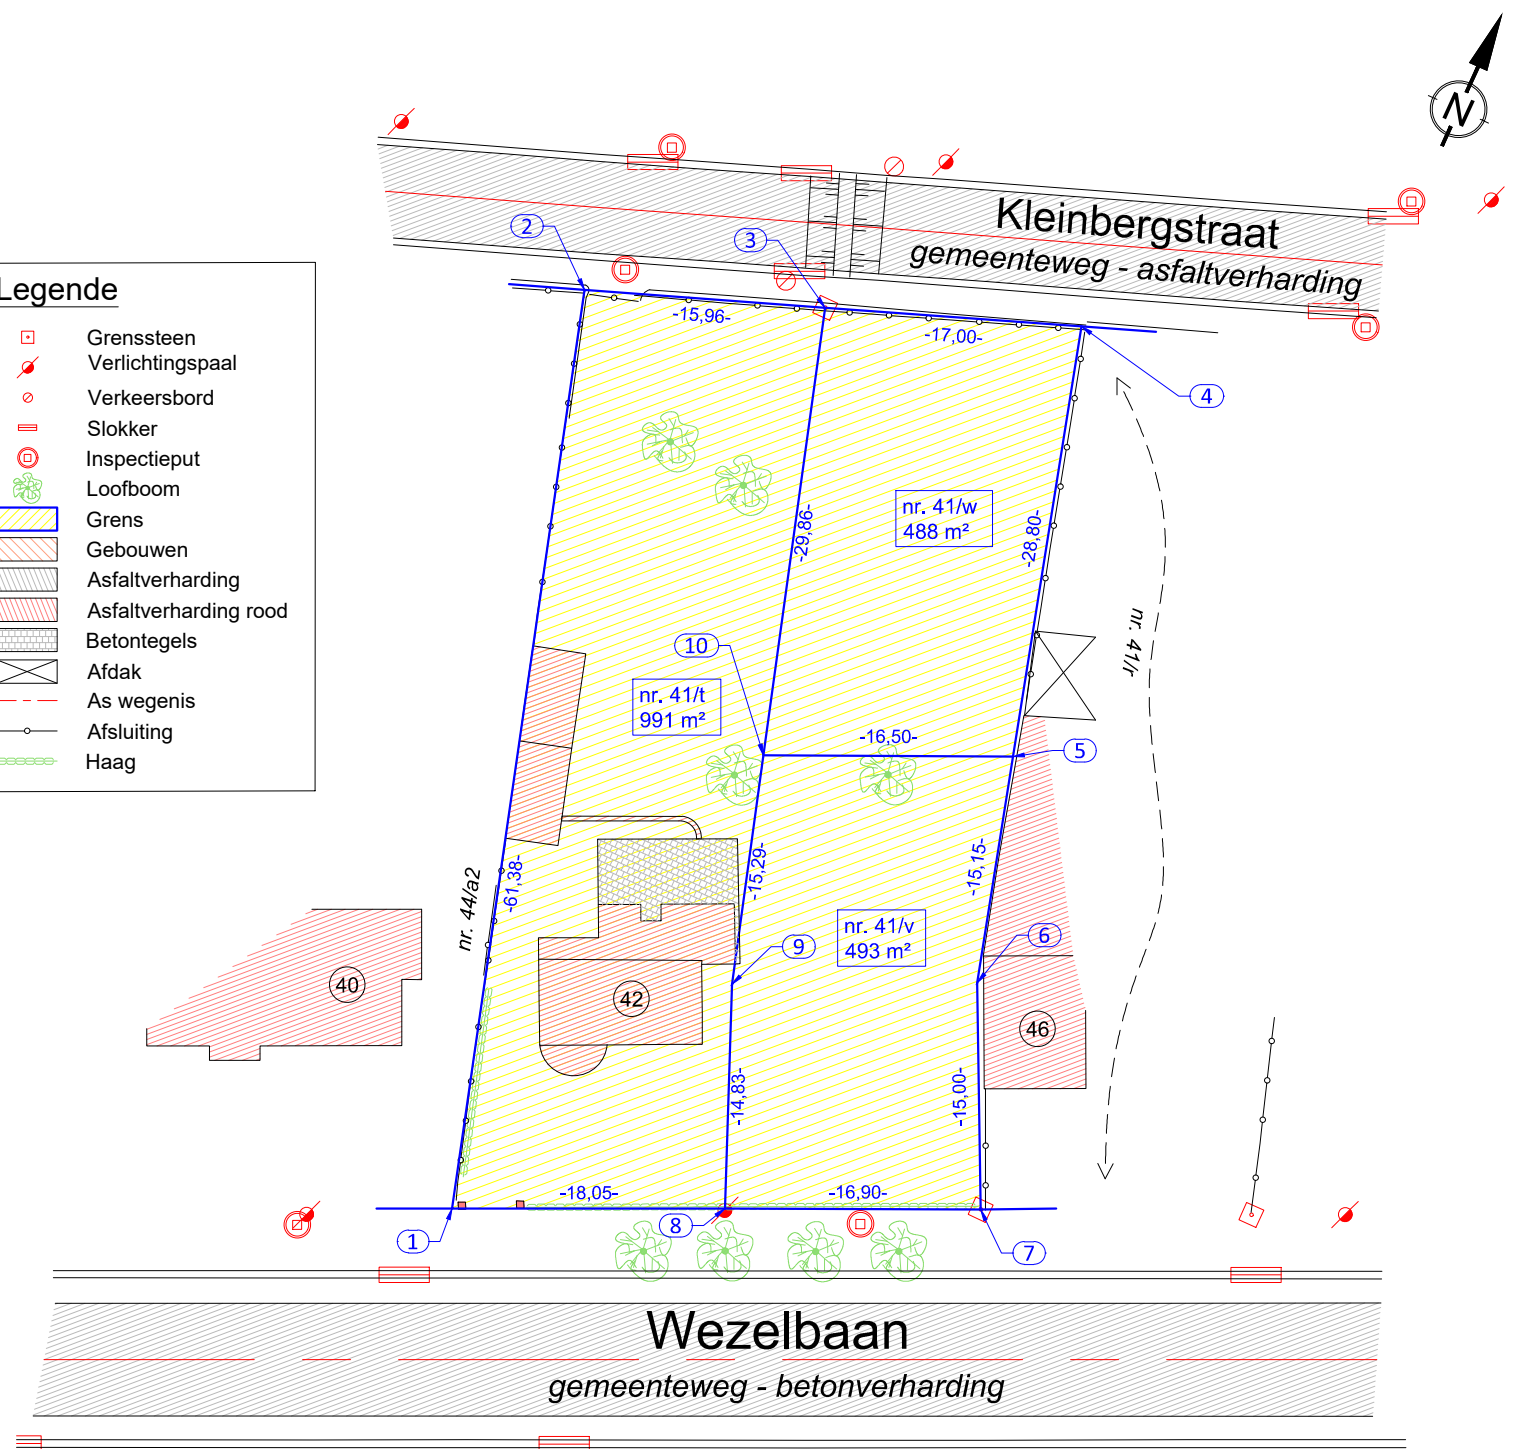 N
Kleinbergstraat
gemeenteweg - asfaltverharding
2
3
4
-15,96-
-17,00-
Legende
Grenssteen
Verlichtingspaal
Verkeersbord
Slokker
Inspectieput
Loofboom
Grens
Gebouwen
Asfaltverharding
Asfaltverharding rood
Betontegels
Afdak
As wegenis
Afsluiting
Haag
nr. 41/w
488 m²
-29,86-
-28,80-
nr. 41/r
10
nr. 41/t
991 m²
-16,50-
5
nr. 44/a2
-61,38-
-15,29-
-15,15-
nr. 41/v
493 m²
9
6
40
42
46
-14,83-
-15,00-
-18,05-
-16,90-
1
8
7
Wezelbaan
gemeenteweg - betonverharding